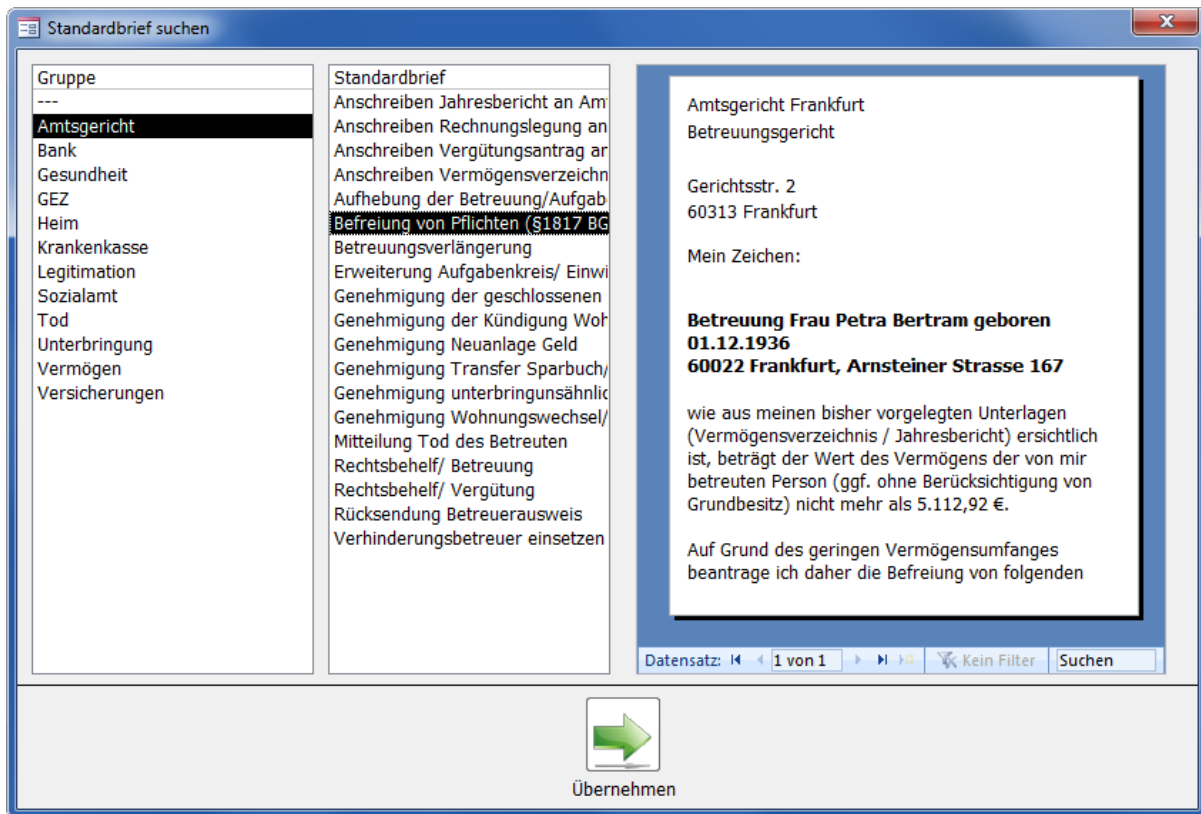 Standardbrief suchen
Gruppe
---
Amtsgericht
Bank
Gesundheit
GEZ
Heim
Krankenkasse
Legitimation
Sozialamt
Tod
Unterbringung
Vermögen
Versicherungen
Standardbrief
Anschreiben Jahresbericht an Am
Anschreiben Rechnungslegung an
Anschreiben Vergütungsantrag an
Anschreiben Vermögensverzeichn
Aufhebung der Betreuung/Aufgab
Befreiung von Pflichten (§1817 BG
Betreuungsverlängerung
Erweiterung Aufgabenkreis/ Einwi
Genehmigung der geschlossenen
Genehmigung der Kündigung Woh
Genehmigung Neuanlage Geld
Genehmigung Transfer Sparbuch/
Genehmigung unterbringunsähnlic
Genehmigung Wohnungswechsel/
Mitteilung Tod des Betreuten
Rechtsbehelf/ Betreuung
Rechtsbehelf/ Vergütung
Rücksendung Betreuerausweis
Verhinderungsbetreuer einsetzen
Amtsgericht Frankfurt
Betreuungsgericht
Gerichtsstr. 2
60313 Frankfurt
Mein Zeichen:
Betreuung Frau Petra Bertram geboren
01.12.1936
60022 Frankfurt, Arnsteiner Strasse 167
wie aus meinen bisher vorgelegten Unterlagen
(Vermögensverzeichnis / Jahresbericht) ersichtlich
ist, beträgt der Wert des Vermögens der von mir
betreuten Person (ggf. ohne Berücksichtigung von
Grundbesitz) nicht mehr als 5.112,92 €.
Auf Grund des geringen Vermögensumfanges
beantrage ich daher die Befreiung von folgenden
Datensatz: 1 von 1 Kein Filter Suchen
Übernehmen